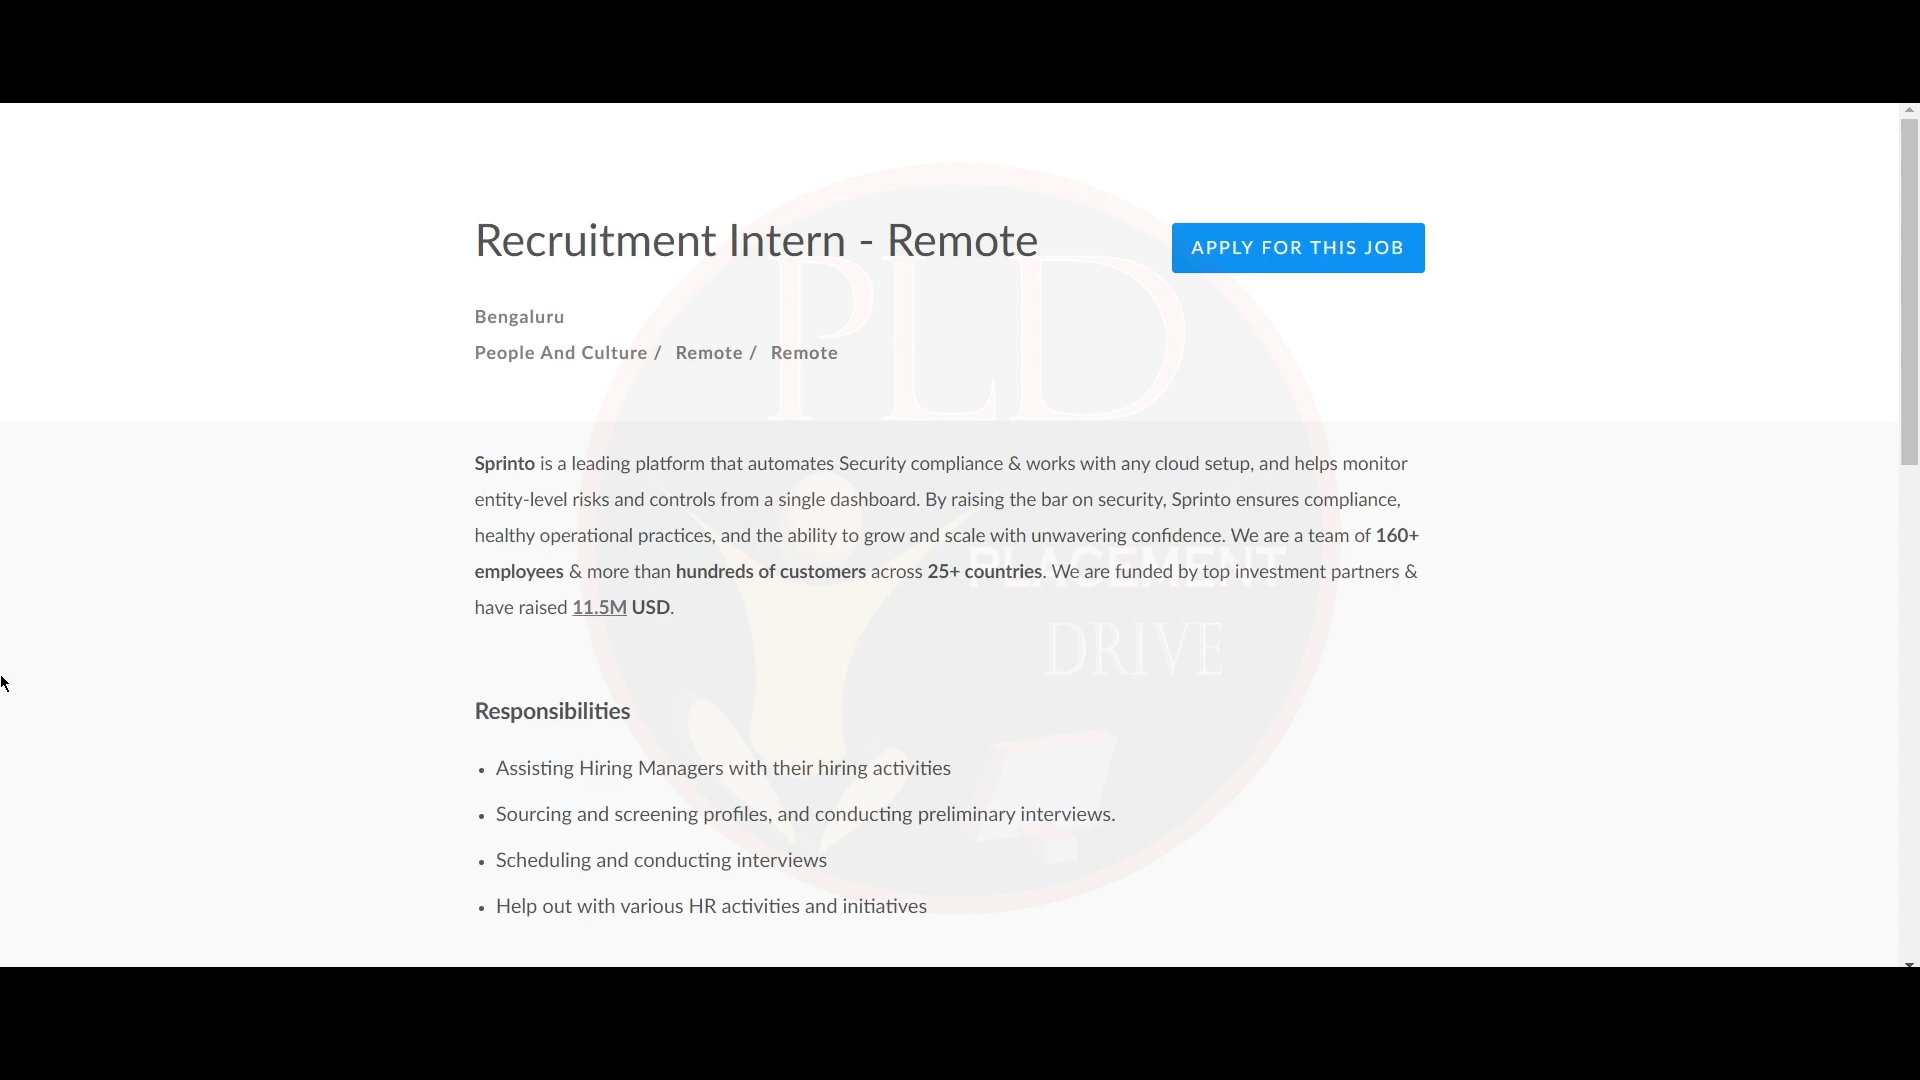 Recruitment Intern - Remote
APPLY FOR THIS JOB
Bengaluru
People And Culture / Remote / Remote
Sprinto is a leading platform that automates Security compliance & works with any cloud setup, and helps monitor
entity-level risks and controls from a single dashboard. By raising the bar on security, Sprinto ensures compliance,
healthy operational practices, and the ability to grow and scale with unwavering confidence. We are a team of 160+
employees & more than hundreds of customers across 25+ countries. We are funded by top investment partners &
have raised 11.5M USD.
Responsibilities
• Assisting Hiring Managers with their hiring activities
• Sourcing and screening profiles, and conducting preliminary interviews.
• Scheduling and conducting interviews
• Help out with various HR activities and initiatives
PLD
PLACEMENT
DRIVE